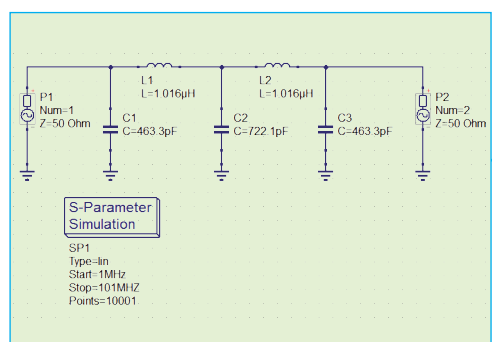 L1
L=1.016µH
L2
L=1.016µH
P1
Num=1
Z=50 Ohm
C1
C=463.3pF
C2
C=722.1pF
C3
C=463.3pF
P2
Num=2
Z=50 Ohm
S-Parameter
Simulation
SP1
Type=lin
Start=1MHz
Stop=101MHZ
Points=10001